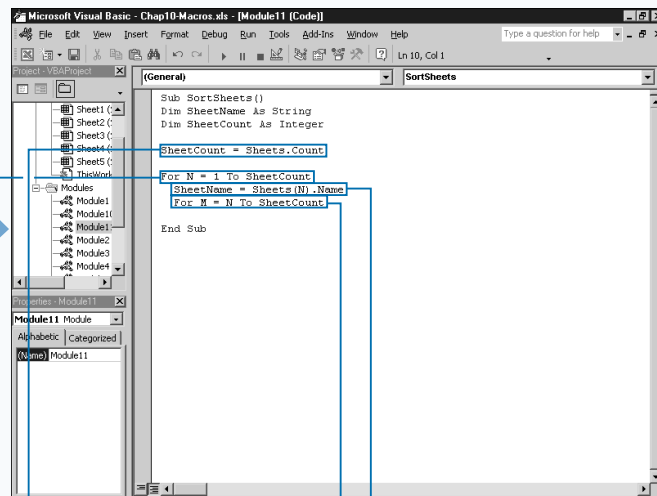 Microsoft Visual Basic - Chap10-Macros.xls - [Module11 (Code)]
File Edit View Insert Format Debug Run Tools Add-Ins Window Help
Type a question for help
Ln 10, Col 1
Project - VBAProject
(General)
SortSheets
Sheet1 (
Sheet2 (
Sheet3 (
Sheet4 (
Sheet5 (
ThisWork
Modules
Module1
Module1
Module1
Module2
Module3
Module4
Sub SortSheets()
Dim SheetName As String
Dim SheetCount As Integer
SheetCount = Sheets.Count
For N = 1 To SheetCount
SheetName = Sheets(N).Name
For M = N To SheetCount
End Sub
Properties - Module11
Module11 Module
Alphabetic Categorized
(Name) Module11